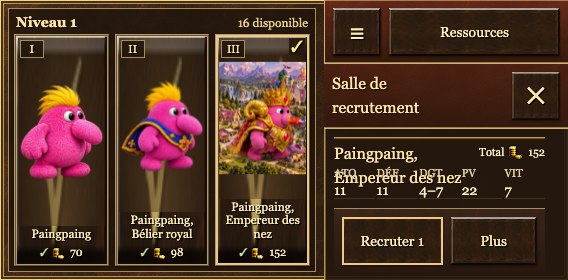 Niveau 1
16 disponible
I
II
III
Paingpaing
70
Paingpaing,
Bélier royal
98
Paingpaing,
Empereur des
nez
152
Ressources
Salle de
recrutement
Paingpaing,
Empereur des nez
Total 152
ATQ DÉF DGT PV VIT
11 11 4–7 22 7
Recruter 1
Plus